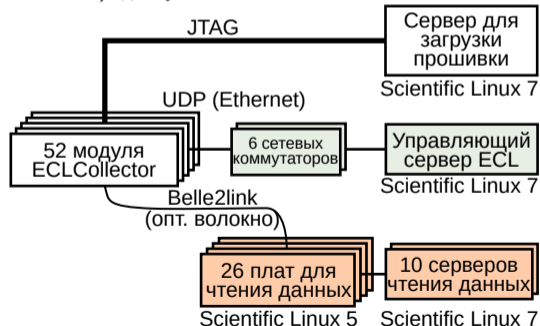 JTAG
Сервер для
загрузки
прошивки
Scientific Linux 7
UDP (Ethernet)
52 модуля
ECLCollector
6 сетевых
коммутаторов
Управляющий
сервер ECL
Scientific Linux 7
Belle2link
(опт. волокно)
26 плат для
чтения данных
Scientific Linux 5
10 серверов
чтения данных
Scientific Linux 7